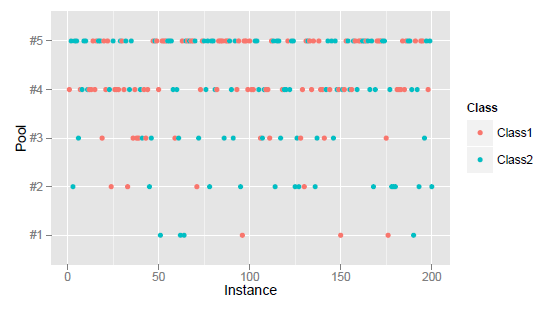 #5
#4
#3
#2
#1
Pool
0 50 100 150 200
Instance
Class
Class1
Class2